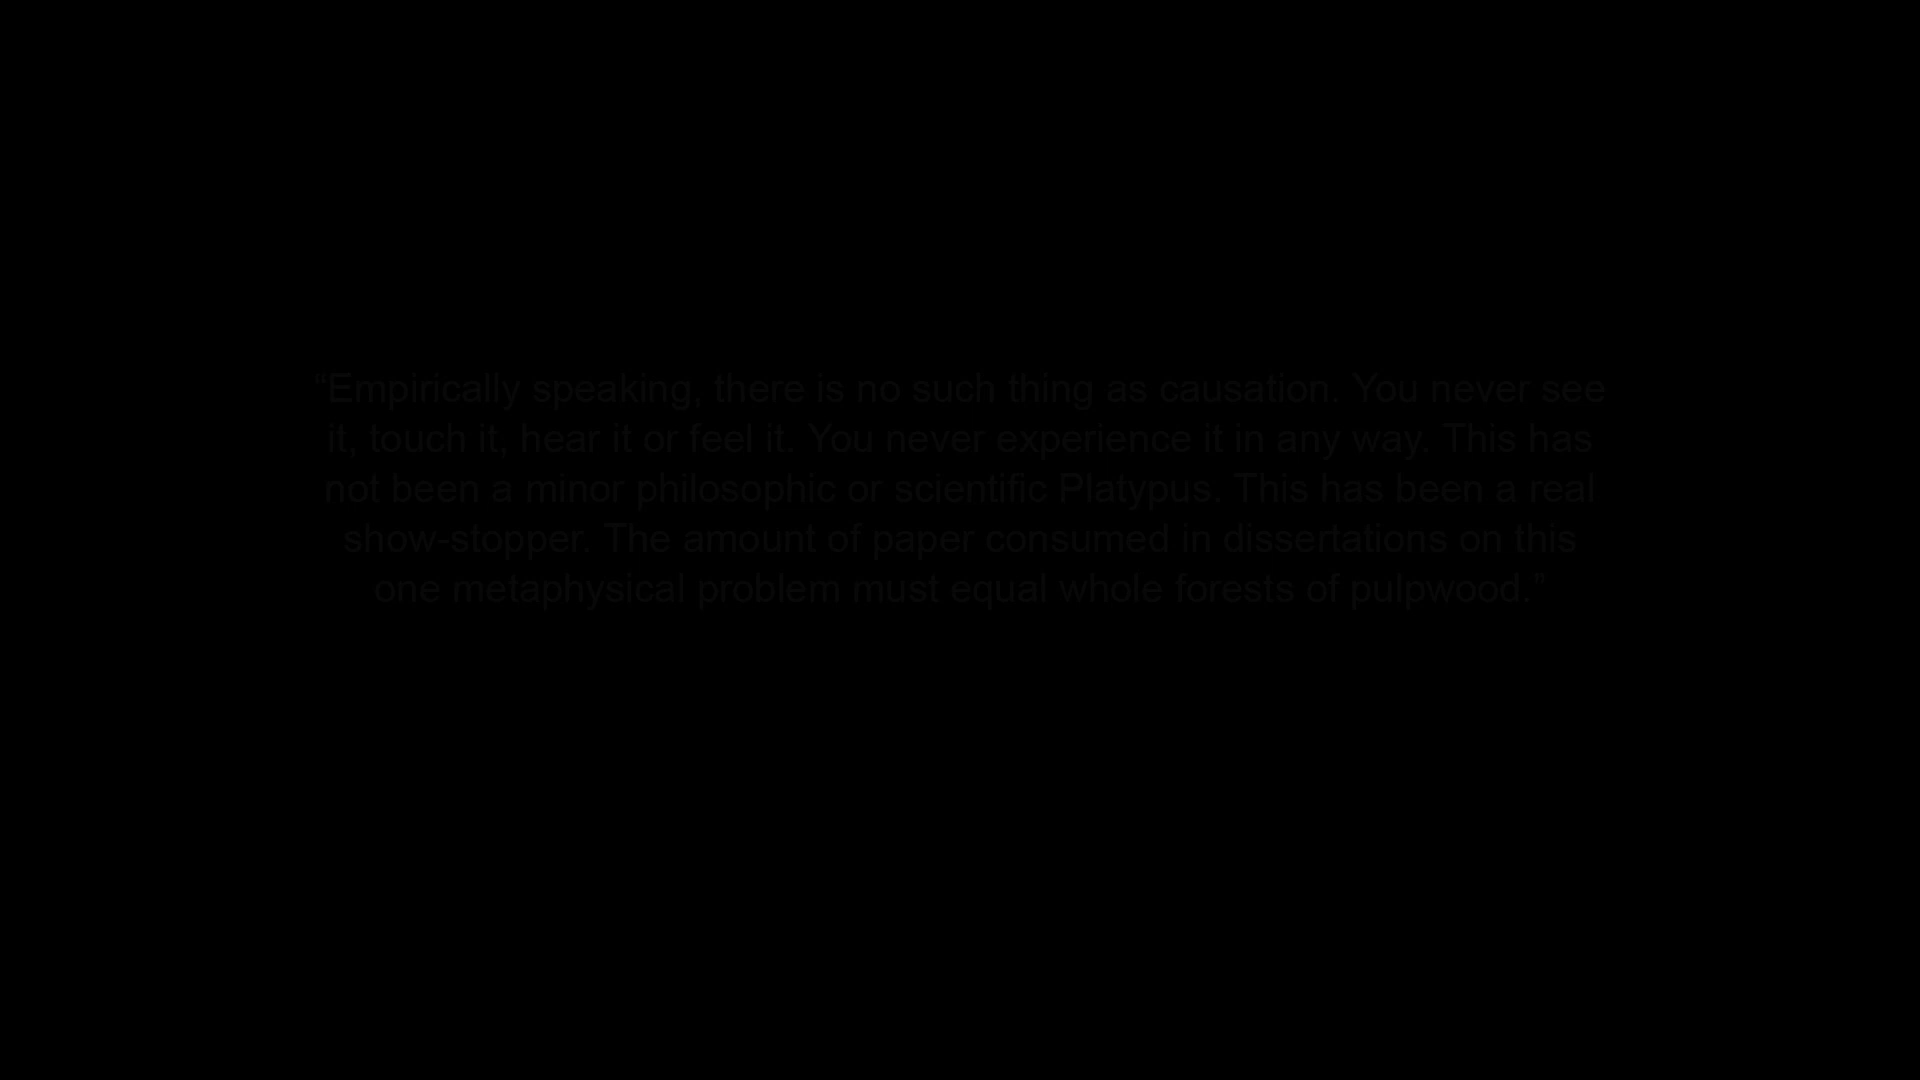 “Empirically speaking, there is no such thing as causation. You never see
it, touch it, hear it or feel it. You never experience it in any way. This has
not been a minor philosophic or scientific Platypus. This has been a real
show-stopper. The amount of paper consumed in dissertations on this
one metaphysical problem must equal whole forests of pulpwood.”